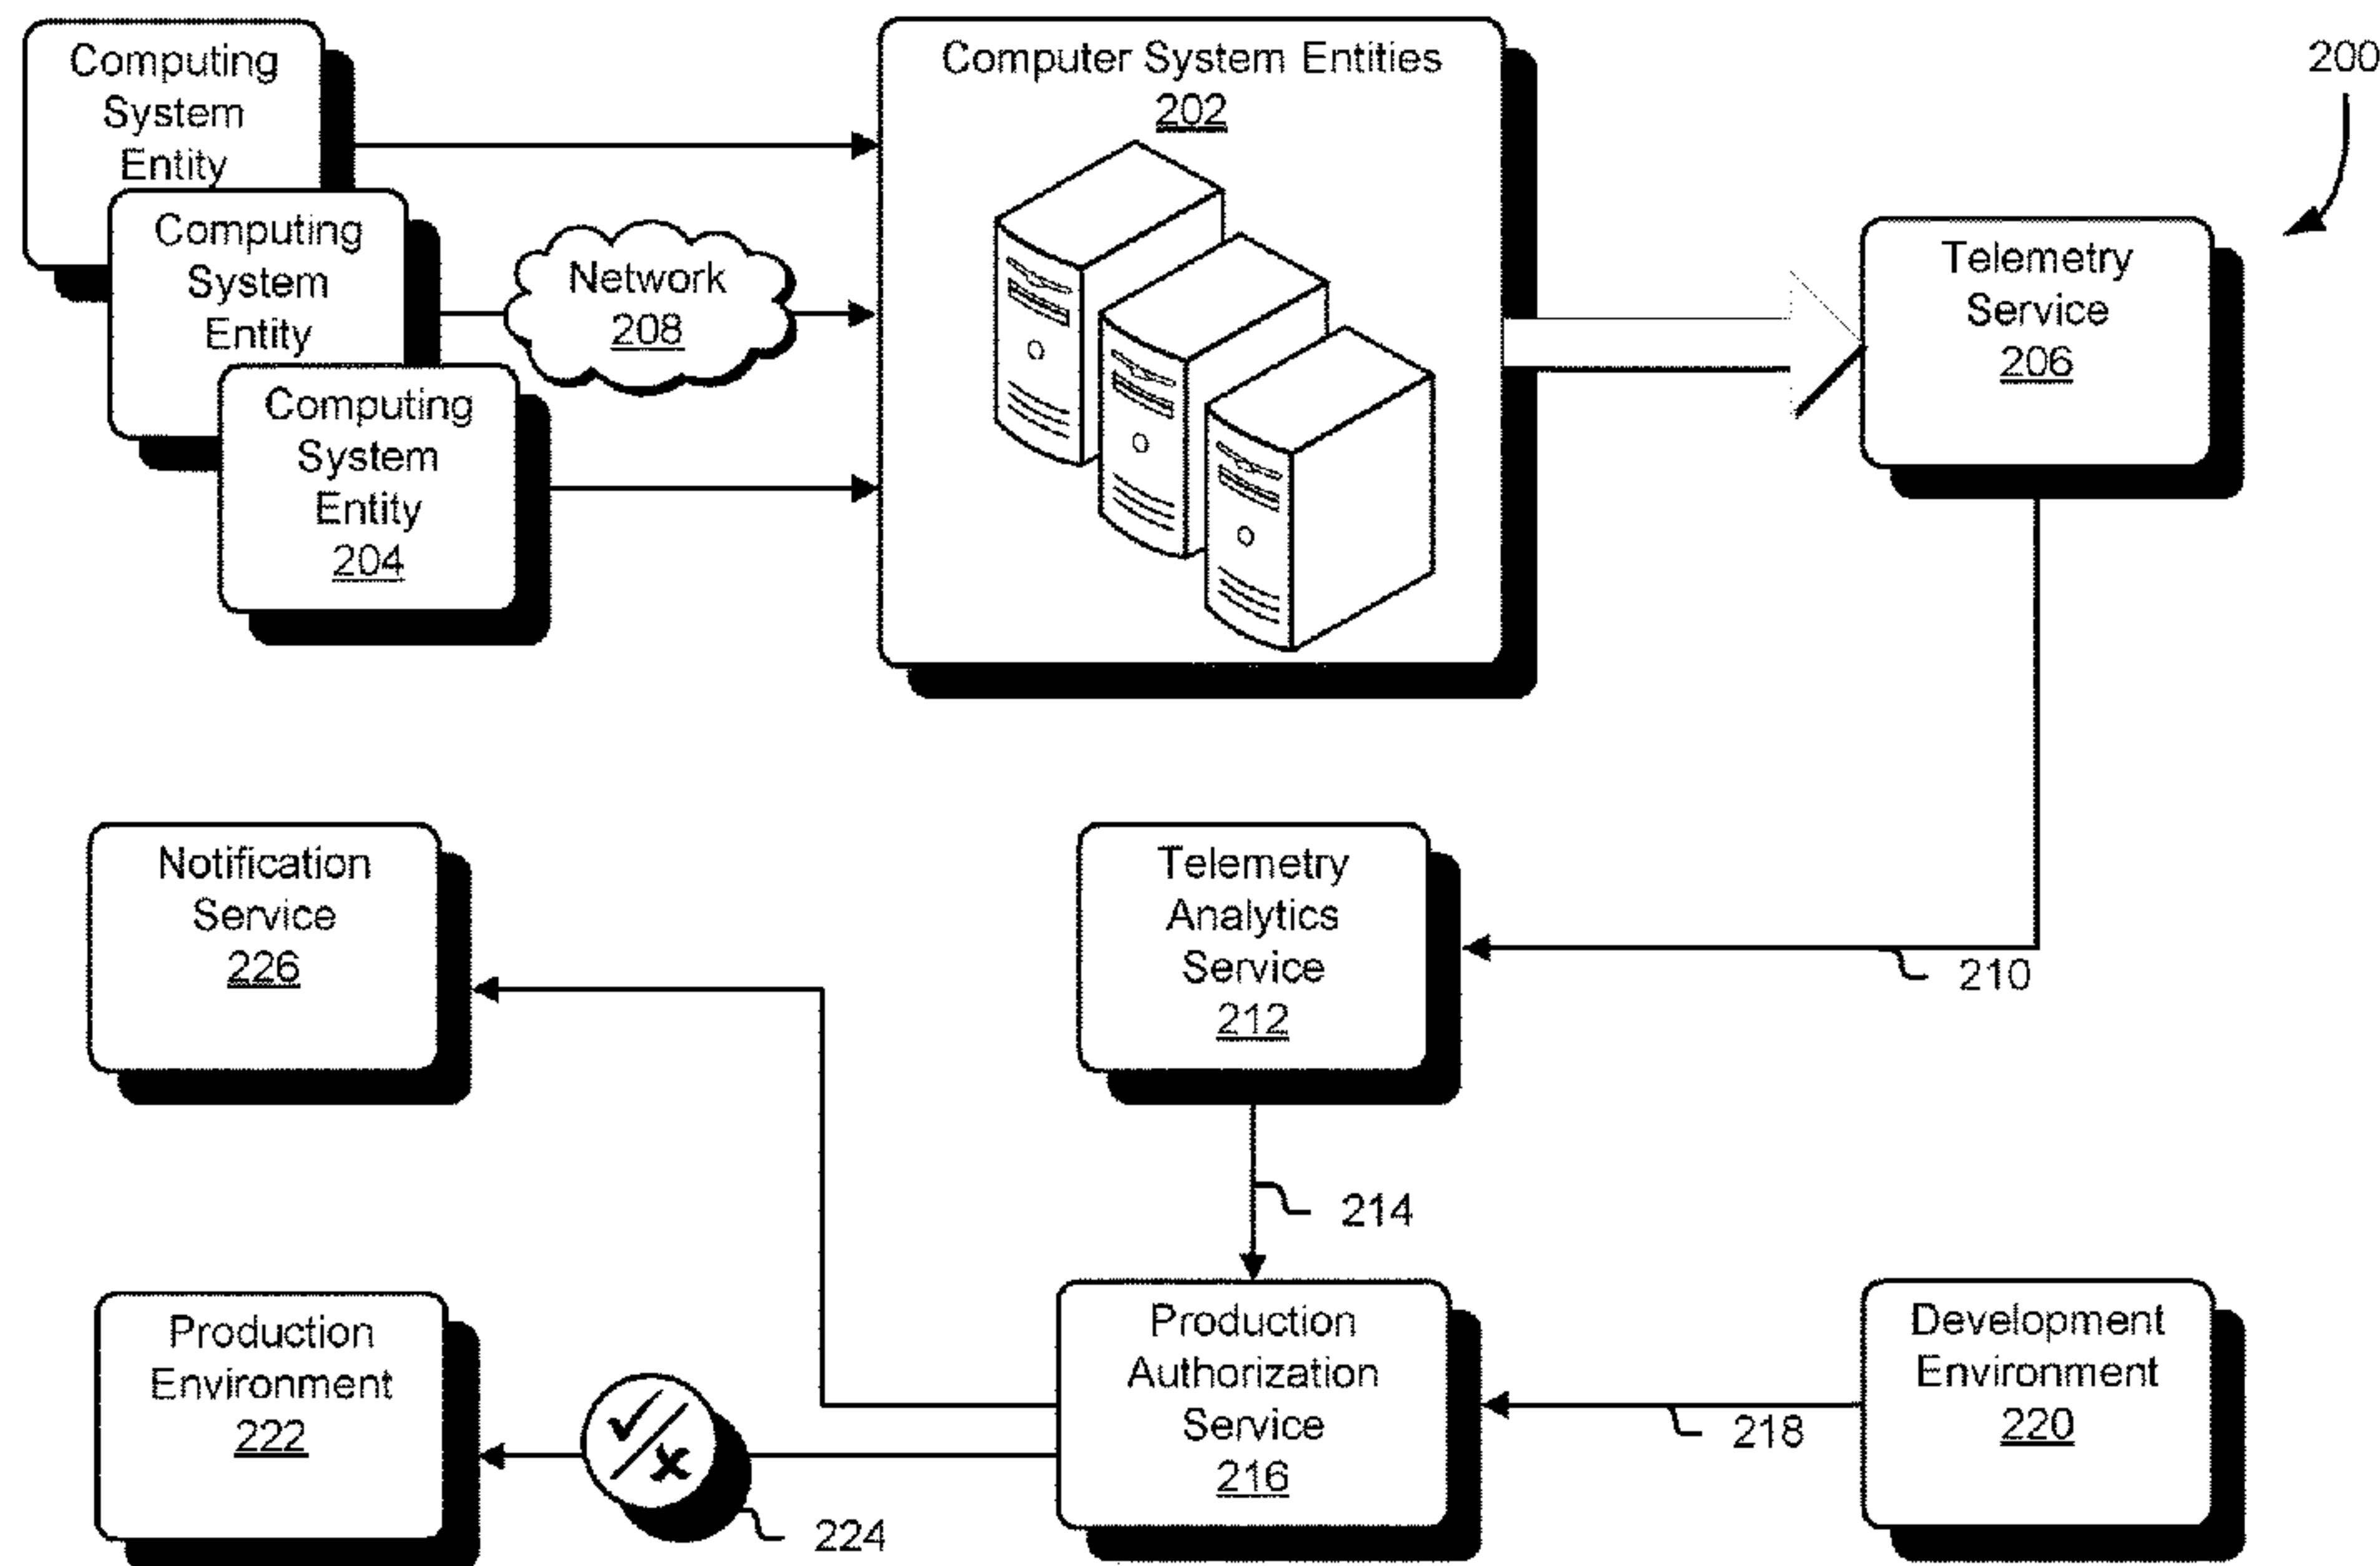 Computing
System
Entity
Computing
System
Entity
Computing
System
Entity
204
Network
208
Computer System Entities
202
200
Telemetry
Service
206
Notification
Service
226
Telemetry
Analytics
Service
212
210
214
Production
Environment
222
224
Production
Authorization
Service
216
218
Development
Environment
220